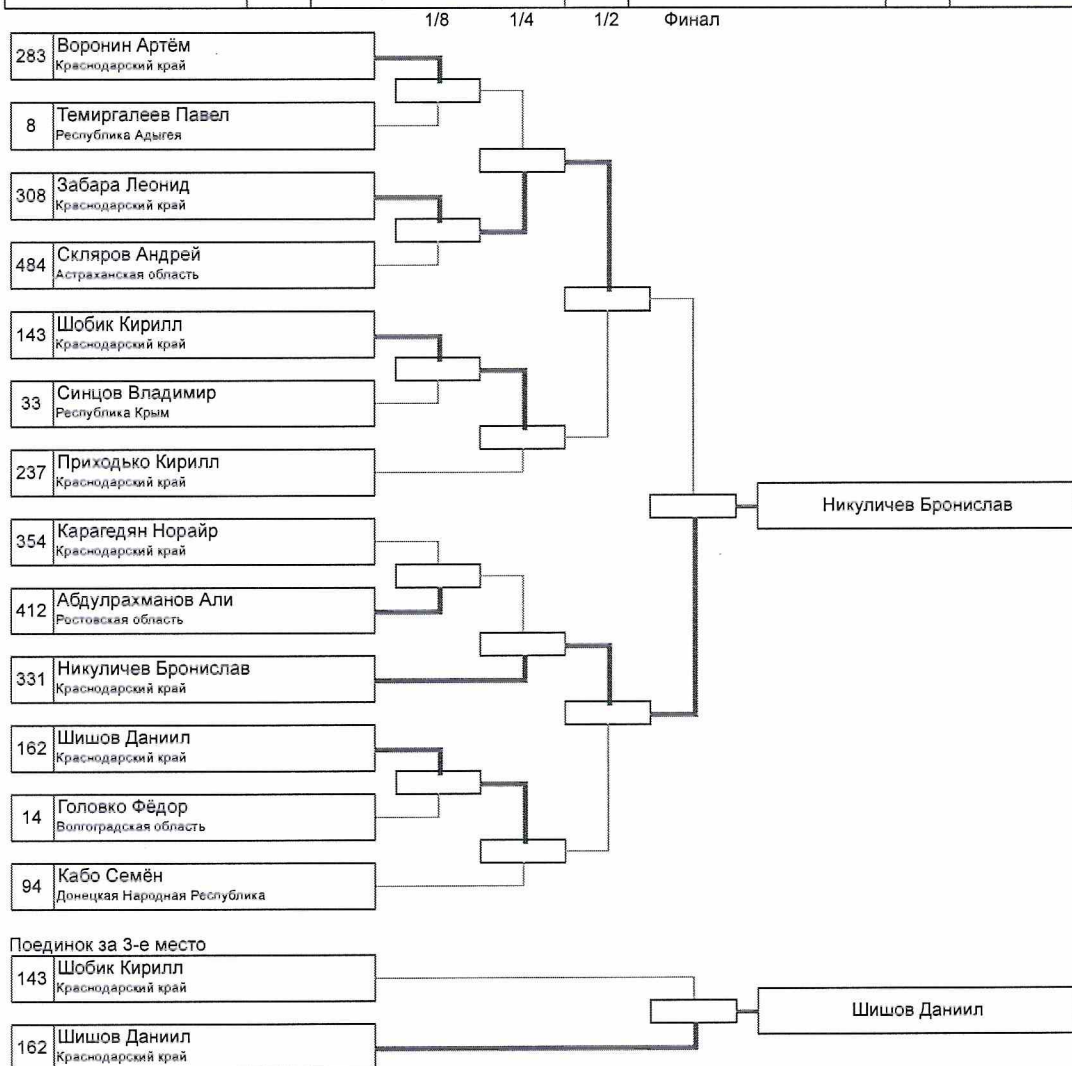 1/8 1/4 1/2 Финал
283 Воронин Артём
Краснодарский край
8 Темиргалеев Павел
Республика Адыгея
308 Забара Леонид
Краснодарский край
484 Скляров Андрей
Астраханская область
143 Шобик Кирилл
Краснодарский край
33 Синцов Владимир
Республика Крым
237 Приходько Кирилл
Краснодарский край
Никуличев Бронислав
354 Карагедян Норайр
Краснодарский край
412 Абдулрахманов Али
Ростовская область
331 Никуличев Бронислав
Краснодарский край
162 Шишов Даниил
Краснодарский край
14 Головко Фёдор
Волгоградская область
94 Кабо Семён
Донецкая Народная Республика
Поединок за 3-е место
143 Шобик Кирилл
Краснодарский край
Шишов Даниил
162 Шишов Даниил
Краснодарский край